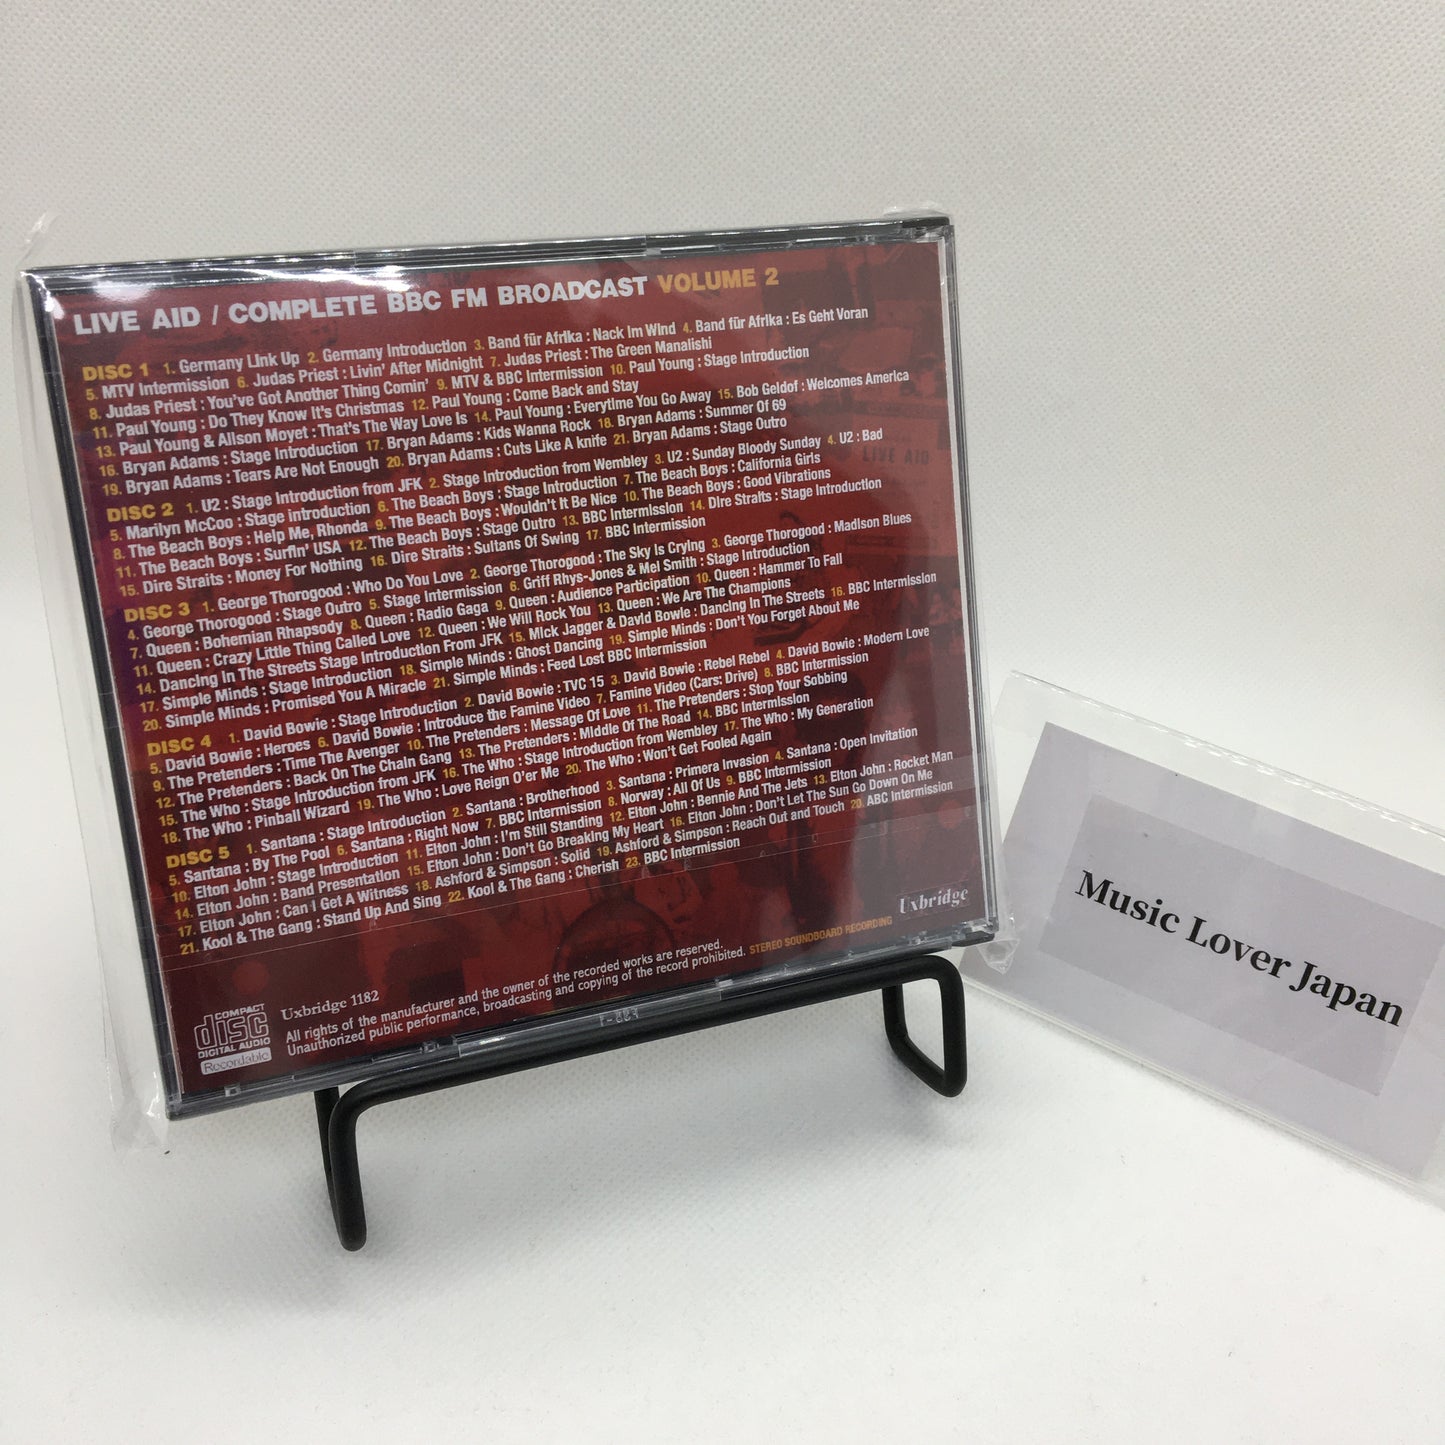 LIVE AID / COMPLETE BBC FM BROADCAST VOLUME 2
DISC 1 1. Germany Link Up 2. Germany Introduction 3. Band für Afrika : Nack Im Wind 4. Band für Afrika : Es Geht Voran
5. MTV Intermission 6. Judas Priest : Livin' After Midnight 7. Judas Priest : The Green Manalishi
8. Judas Priest : You've Got Another Thing Comin' 9. MTV & BBC Intermission 10. Paul Young : Stage Introduction
11. Paul Young : Do They Know It's Christmas 12. Paul Young : Come Back and Stay
13. Paul Young & Alison Moyet : That's The Way Love Is 14. Paul Young : Everytime You Go Away 15. Bob Geldof : Welcomes America
16. Bryan Adams : Stage Introduction 17. Bryan Adams : Kids Wanna Rock 18. Bryan Adams : Summer Of 69
19. Bryan Adams : Tears Are Not Enough 20. Bryan Adams : Cuts Like A knife 21. Bryan Adams : Stage Outro
DISC 2 1. U2 : Stage Introduction from JFK 2. Stage Introduction from Wembley 3. U2 : Sunday Bloody Sunday 4. U2 : Bad
5. Marilyn McCoo : Stage introduction 6. The Beach Boys : Stage Introduction 7. The Beach Boys : California Girls
8. The Beach Boys : Help Me, Rhonda 9. The Beach Boys : Wouldn't It Be Nice 10. The Beach Boys : Good Vibrations
11. The Beach Boys : Surfin' USA 12. The Beach Boys : Stage Outro 13. BBC Intermission 14. Dire Straits : Stage Introduction
15. Dire Straits : Money For Nothing 16. Dire Straits : Sultans Of Swing 17. BBC Intermission
DISC 3 1. George Thorogood : Who Do You Love 2. George Thorogood : The Sky Is Crying 3. George Thorogood : Madison Blues
4. George Thorogood : Stage Outro 5. Stage Intermission 6. Griff Rhys-Jones & Mel Smith : Stage Introduction
7. Queen : Bohemian Rhapsody 8. Queen : Radio Gaga 9. Queen : Audience Participation 10. Queen : Hammer To Fall
11. Queen : Crazy Little Thing Called Love 12. Queen : We Will Rock You 13. Queen : We Are The Champions
14. Dancing In The Streets Stage Introduction From JFK 15. Mick Jagger & David Bowie : Dancing In The Streets 16. BBC Intermission
17. Simple Minds : Stage Introduction 18. Simple Minds : Ghost Dancing 19. Simple Minds : Don't You Forget About Me
20. Simple Minds : Promised You A Miracle 21. Simple Minds : Feed Lost BBC Intermission
DISC 4 1. David Bowie : Stage Introduction 2. David Bowie : TVC 15 3. David Bowie : Rebel Rebel 4. David Bowie : Modern Love
5. David Bowie : Heroes 6. David Bowie : Introduce the Famine Video 7. Famine Video (Cars: Drive) 8. BBC Intermission
9. The Pretenders : Time The Avenger 10. The Pretenders : Message Of Love 11. The Pretenders : Stop Your Sobbing
12. The Pretenders : Back On The Chain Gang 13. The Pretenders : Middle Of The Road 14. BBC Intermission
15. The Who : Stage Introduction from JFK 16. The Who : Stage Introduction from Wembley 17. The Who : My Generation
18. The Who : Pinball Wizard 19. The Who : Love Reign O'er Me 20. The Who : Won't Get Fooled Again
DISC 5 1. Santana : Stage Introduction 2. Santana : Brotherhood 3. Santana : Primera Invasion 4. Santana : Open Invitation
5. Santana : By The Pool 6. Santana : Right Now 7. BBC Intermission 8. Norway : All Of Us 9. BBC Intermission
10. Elton John : Stage Introduction 11. Elton John : I'm Still Standing 12. Elton John : Bennie And The Jets 13. Elton John : Rocket Man
14. Elton John : Band Presentation 15. Elton John : Don't Go Breaking My Heart 16. Elton John : Don't Let The Sun Go Down On Me
17. Elton John : Can I Get A Witness 18. Ashford & Simpson : Solid 19. Ashford & Simpson : Reach Out and Touch 20. ABC Intermission
21. Kool & The Gang : Stand Up And Sing 22. Kool & The Gang : Cherish 23. BBC Intermission
LIVE AID
Uxbridge
COMPACT
disc
DIGITAL AUDIO
Recordable
Uxbridge 1182
All rights of the manufacturer and the owner of the recorded works are reserved.
Unauthorized public performance, broadcasting and copying of the record prohibited. STEREO SOUNDBOARD RECORDING
Music Lover Japan